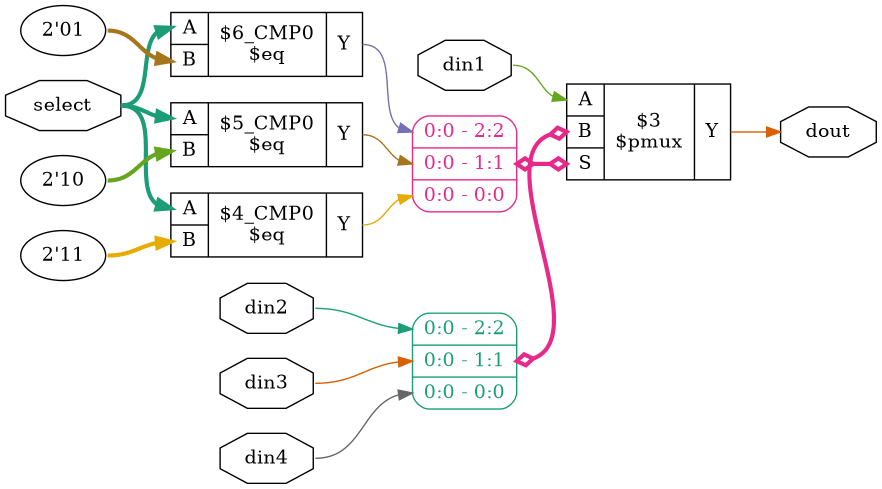 2'01
A
B
$6_CMP0
$eq
Y
select
2'10
A
B
$5_CMP0
$eq
Y
2'11
A
B
$4_CMP0
$eq
Y
0:0 - 2:2
0:0 - 1:1
0:0 - 0:0
din1
A
B
S
$3
$pmux
Y
dout
din2
din3
din4
0:0 - 2:2
0:0 - 1:1
0:0 - 0:0